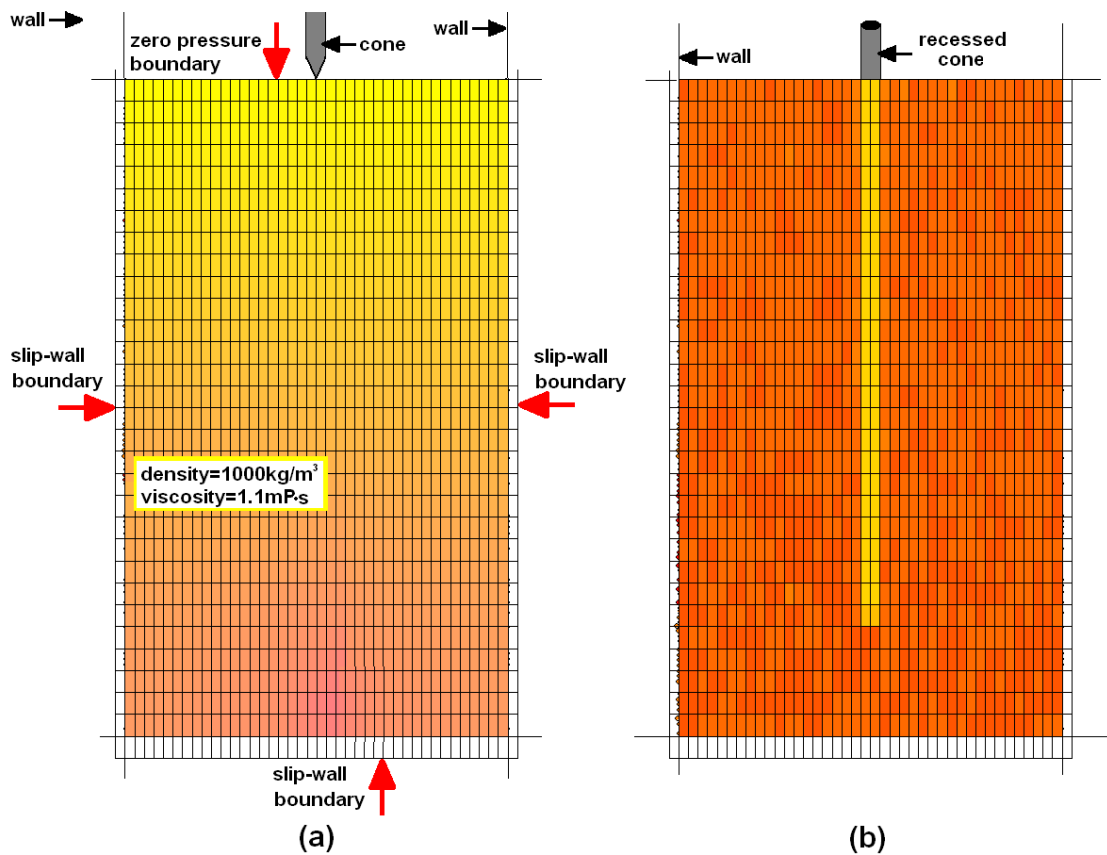 wall
zero pressure
boundary
cone
wall
slip-wall
boundary
slip-wall
boundary
density=1000kg/m³
viscosity=1.1mP·s
slip-wall
boundary
(a)
wall
recessed
cone
(b)